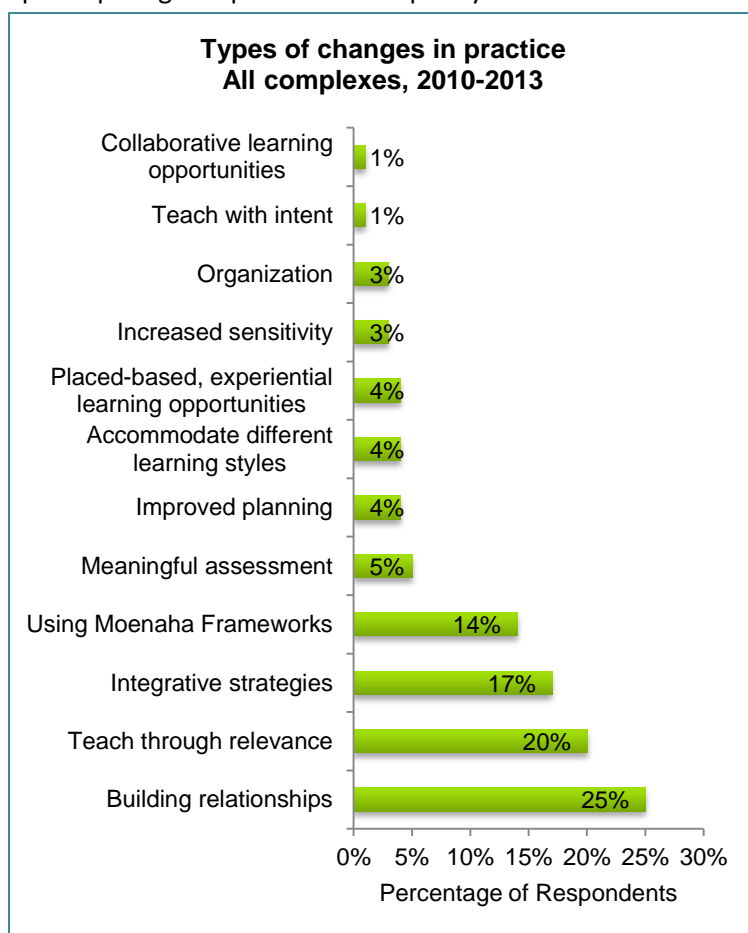 Types of changes in practice
All complexes, 2010-2013
Collaborative learning
opportunities
1%
Teach with intent
1%
Organization
3%
Increased sensitivity
3%
Placed-based, experiential
learning opportunities
4%
Accommodate different
learning styles
4%
Improved planning
4%
Meaningful assessment
5%
Using Moenaha Frameworks
14%
Integrative strategies
17%
Teach through relevance
20%
Building relationships
25%
0% 5% 10% 15% 20% 25% 30%
Percentage of Respondents